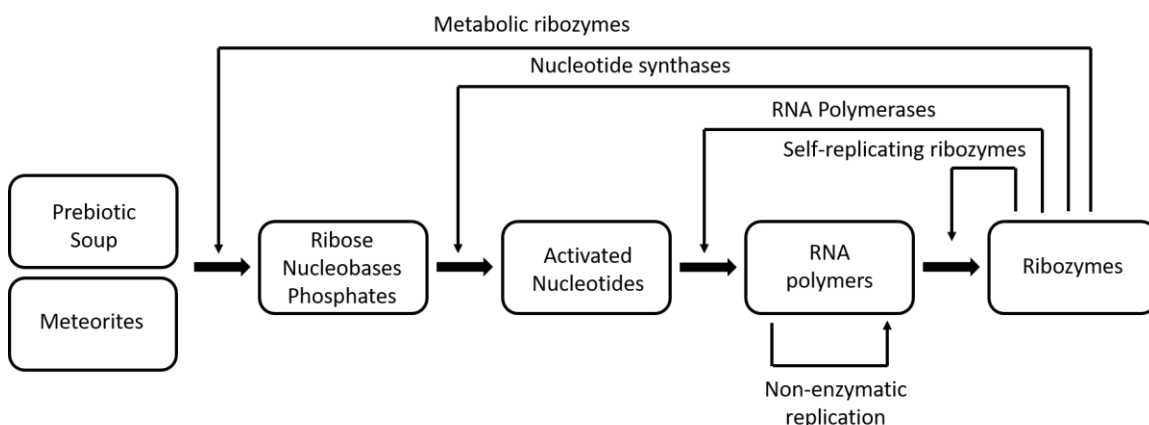 Metabolic ribozymes
Nucleotide synthases
RNA Polymerases
Self-replicating ribozymes
Prebiotic
Soup
Meteorites
Ribose
Nucleobases
Phosphates
Activated
Nucleotides
RNA
polymers
Ribozymes
Non-enzymatic
replication